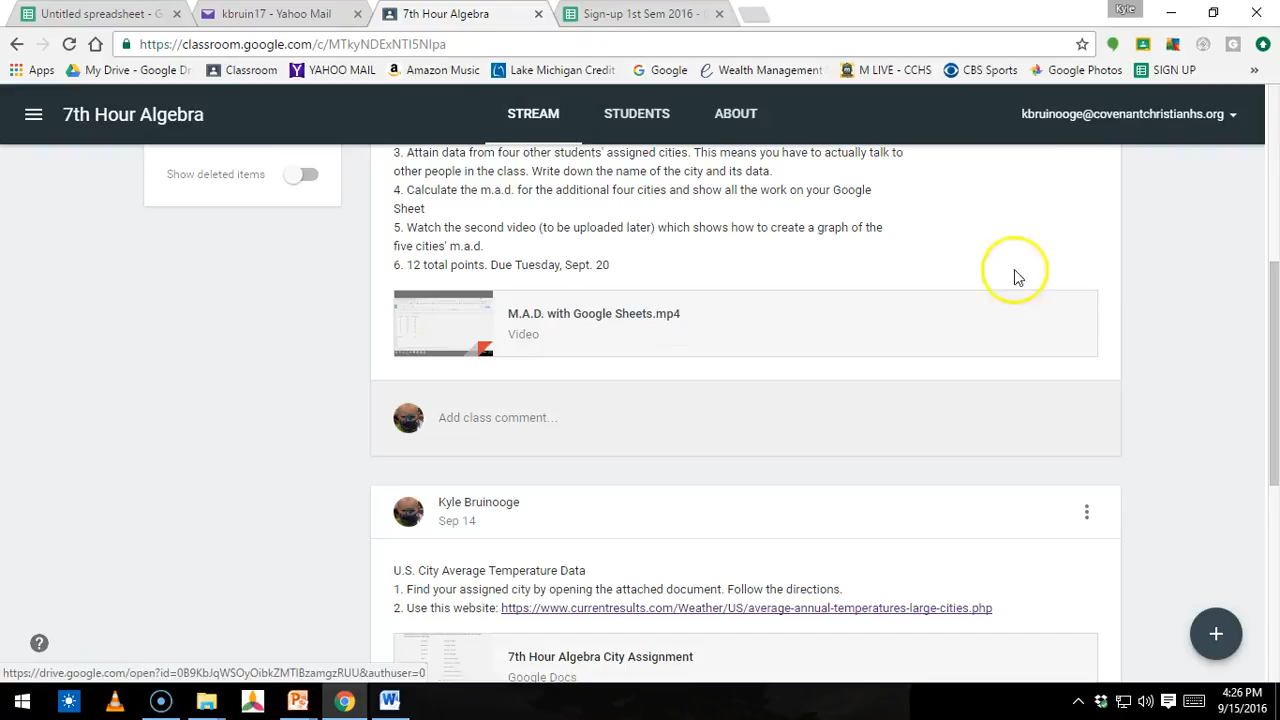 Untitled spreadsheet - G
kbruin17 - Yahoo Mail
7th Hour Algebra
Sign-up 1st Sem 2016 - G
Kyle
https://classroom.google.com/c/MTkyNDExNTI5NIpa
Apps
My Drive - Google Dr
Classroom
YAHOO MAIL
Amazon Music
Lake Michigan Credit
Google
Wealth Management
M LIVE - CCHS
CBS Sports
Google Photos
SIGN UP
7th Hour Algebra
STREAM
STUDENTS
ABOUT
kbruinooge@covenantchristianhs.org
Show deleted items
3. Attain data from four other students' assigned cities. This means you have to actually talk to
other people in the class. Write down the name of the city and its data.
4. Calculate the m.a.d. for the additional four cities and show all the work on your Google
Sheet
5. Watch the second video (to be uploaded later) which shows how to create a graph of the
five cities' m.a.d.
6. 12 total points. Due Tuesday, Sept. 20
M.A.D. with Google Sheets.mp4
Video
Add class comment...
Kyle Bruinooge
Sep 14
U.S. City Average Temperature Data
1. Find your assigned city by opening the attached document. Follow the directions.
2. Use this website: https://www.currentresults.com/Weather/US/average-annual-temperatures-large-cities.php
7th Hour Algebra City Assignment
Google Docs
https://drive.google.com/open?id=0B9KbJqWSOyOibkZMTlBzamgzRUU&authuser=0
4:26 PM
9/15/2016